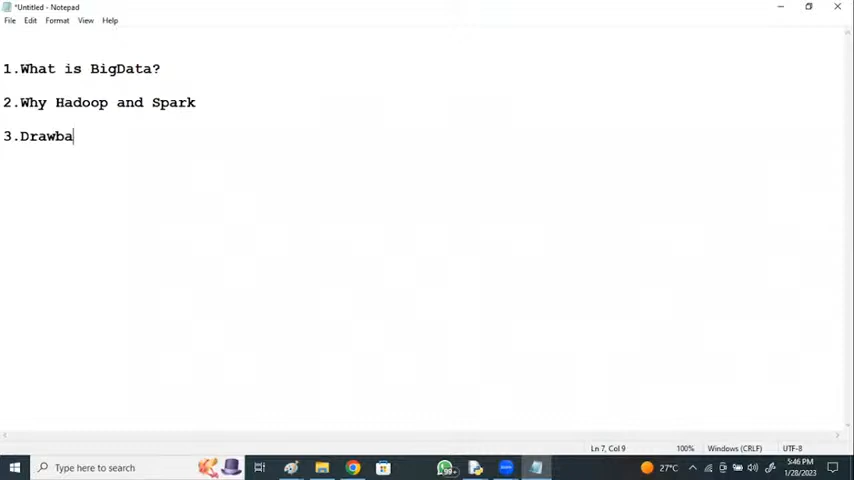 *Untitled - Notepad
File Edit Format View Help
1.What is BigData?
2.Why Hadoop and Spark
3.Drawba
Ln 7, Col 9 100% Windows (CRLF) UTF-8
Type here to search 99+ 27°C 5:46 PM
1/28/2023